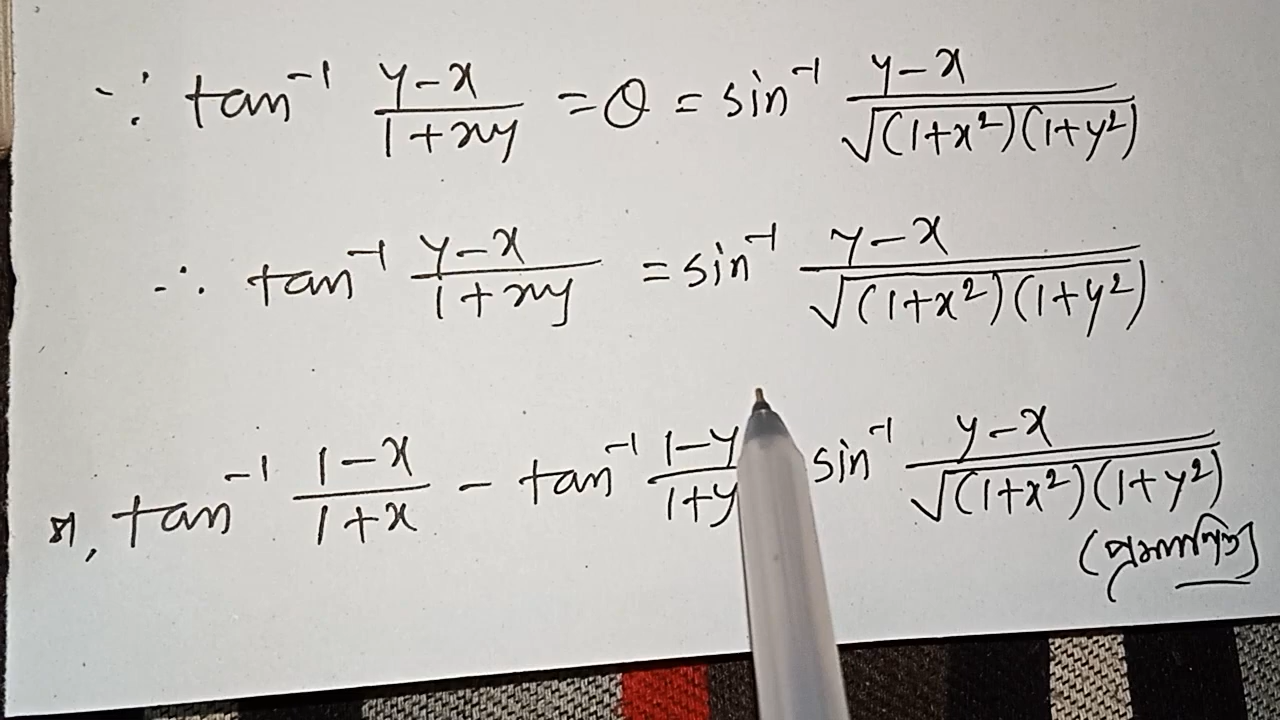 ∵ tan⁻¹ (y-x)/(1+xy) = θ = sin⁻¹ (y-x)/√(1+x²)(1+y²)
∴ tan⁻¹ (y-x)/(1+xy) = sin⁻¹ (y-x)/√(1+x²)(1+y²)
বা, tan⁻¹ (1-x)/(1+x) - tan⁻¹ (1-y)/(1+y) sin⁻¹ (y-x)/√(1+x²)(1+y²)
(প্রমাণিত)